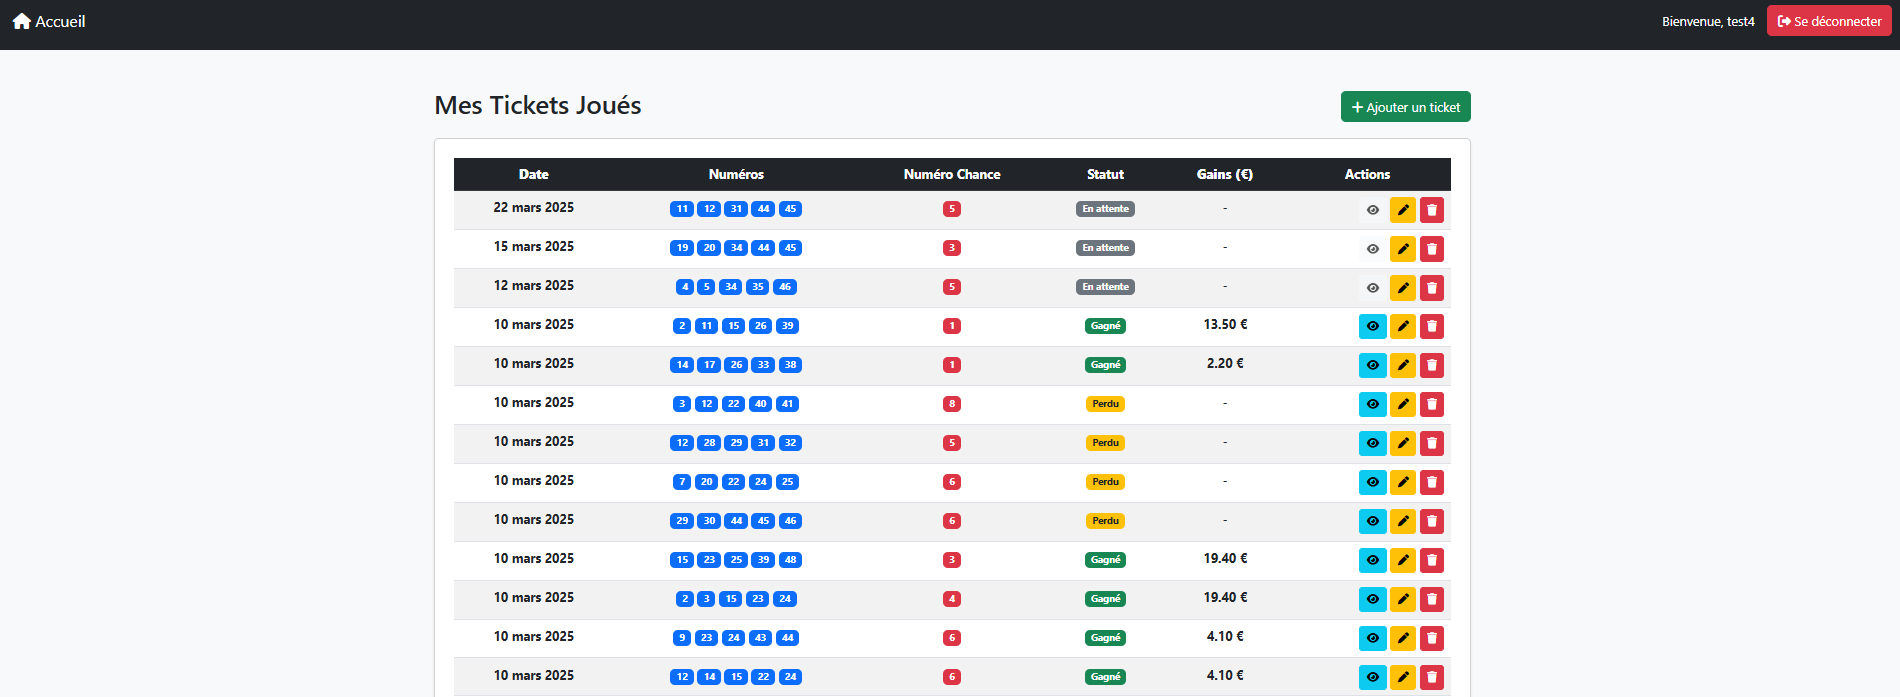 Accueil Bienvenue, test4 Se déconnecter
Mes Tickets Joués Ajouter un ticket
Date Numéros Numéro Chance Statut Gains (€) Actions
22 mars 2025 11 12 31 44 45 5 En attente -
15 mars 2025 19 20 34 44 45 3 En attente -
12 mars 2025 4 5 34 35 46 5 En attente -
10 mars 2025 2 11 15 26 39 1 Gagné 13.50 €
10 mars 2025 14 17 26 33 38 1 Gagné 2.20 €
10 mars 2025 3 12 22 40 41 8 Perdu -
10 mars 2025 12 28 29 31 32 5 Perdu -
10 mars 2025 7 20 22 24 25 6 Perdu -
10 mars 2025 29 30 44 45 46 6 Perdu -
10 mars 2025 15 23 25 39 48 3 Gagné 19.40 €
10 mars 2025 2 3 15 23 24 4 Gagné 19.40 €
10 mars 2025 9 23 24 43 44 6 Gagné 4.10 €
10 mars 2025 12 14 15 22 24 6 Gagné 4.10 €